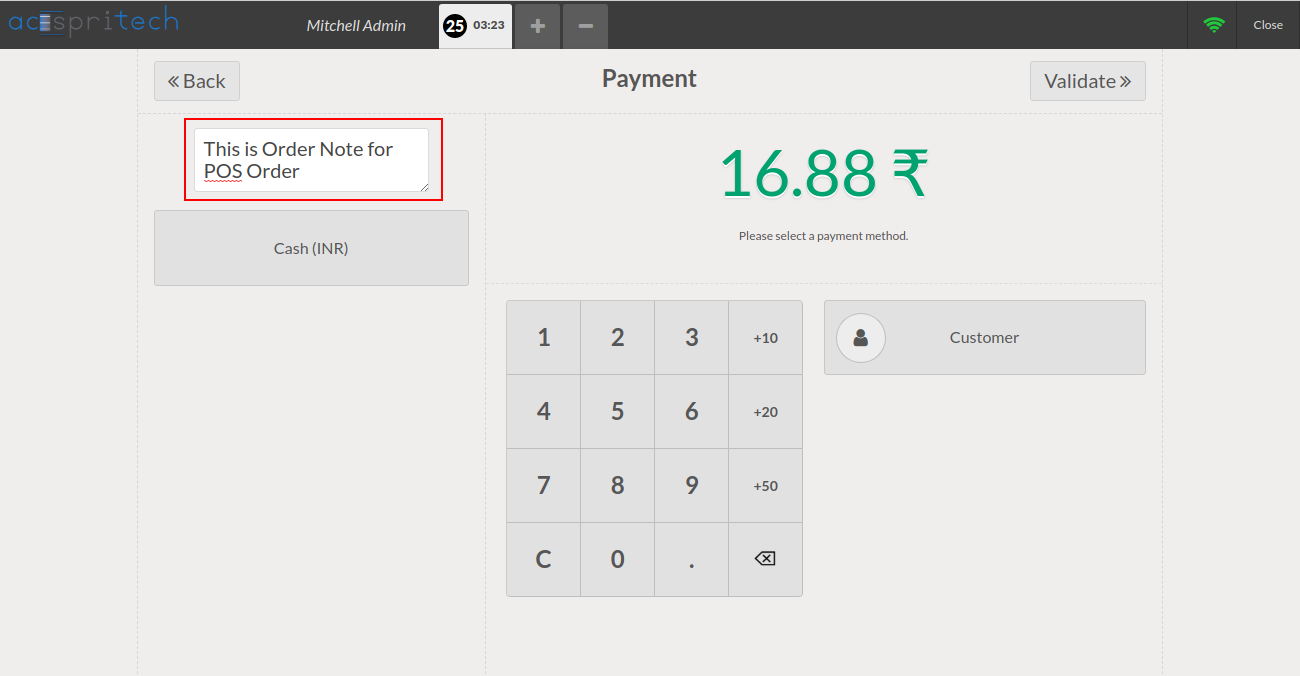 acespritech
Mitchell Admin
25 03:23
+
−
Close
Back
Payment
Validate
This is Order Note for
POS Order
16.88 ₹
Please select a payment method.
Cash (INR)
1 2 3 +10
4 5 6 +20
7 8 9 +50
C 0 .
Customer